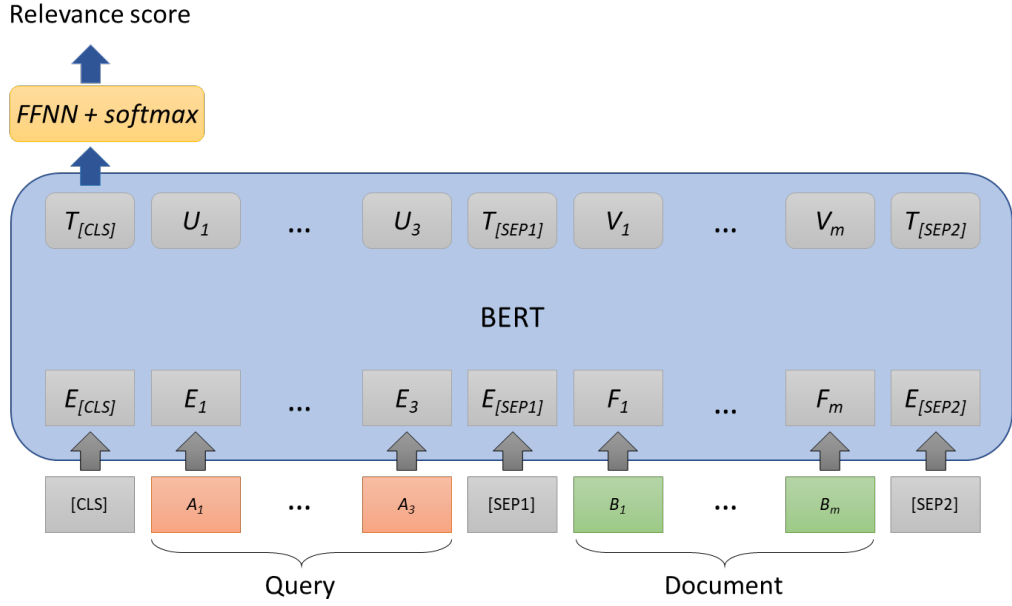 Relevance score
FFNN + softmax
T[CLS] U1 ... U3 T[SEP1] V1 ... Vm T[SEP2]
BERT
E[CLS] E1 ... E3 E[SEP1] F1 ... Fm E[SEP2]
[CLS] A1 ... A3 [SEP1] B1 ... Bm [SEP2]
Query Document